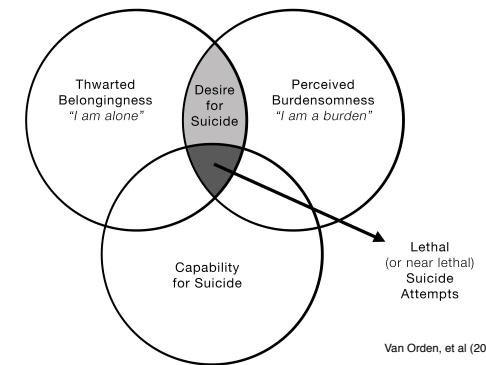 Thwarted
Belongingness
“I am alone”
Desire
for
Suicide
Perceived
Burdensomness
“I am a burden”
Capability
for Suicide
Lethal
(or near lethal)
Suicide
Attempts
Van Orden, et al (20